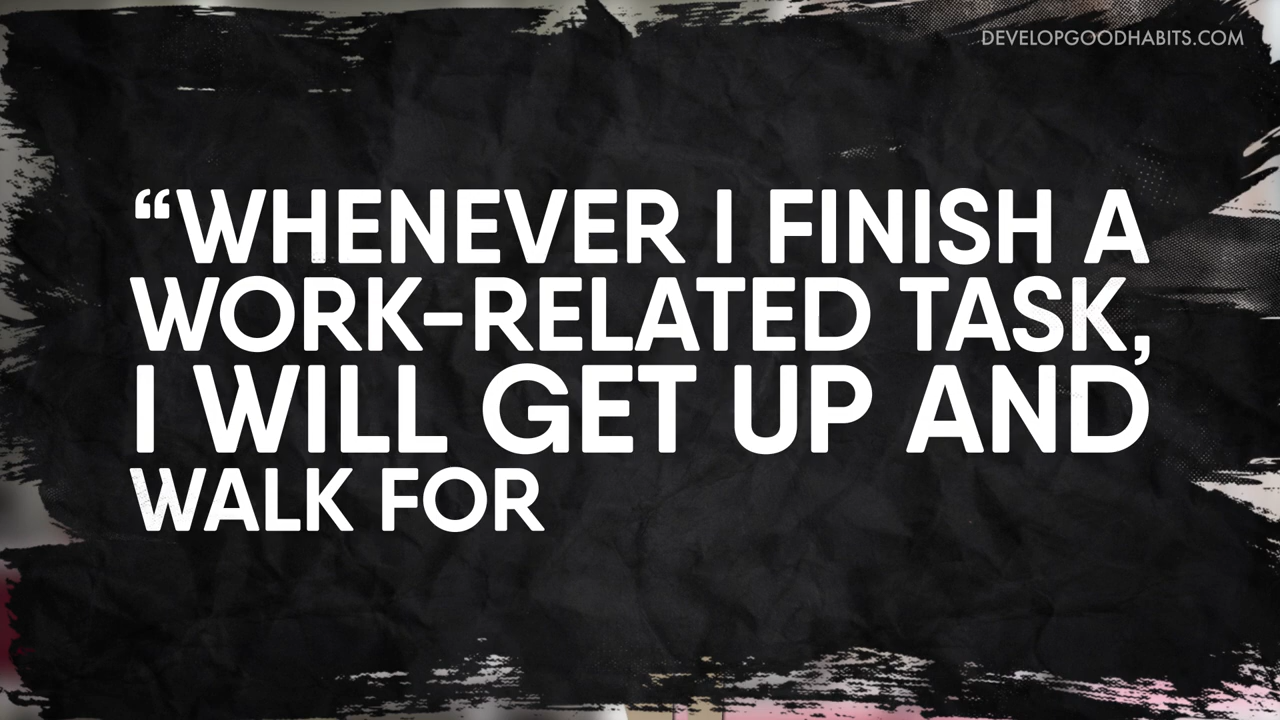 DEVELOPGOODHABITS.COM
“WHENEVER I FINISH A
WORK-RELATED TASK,
I WILL GET UP AND
WALK FOR